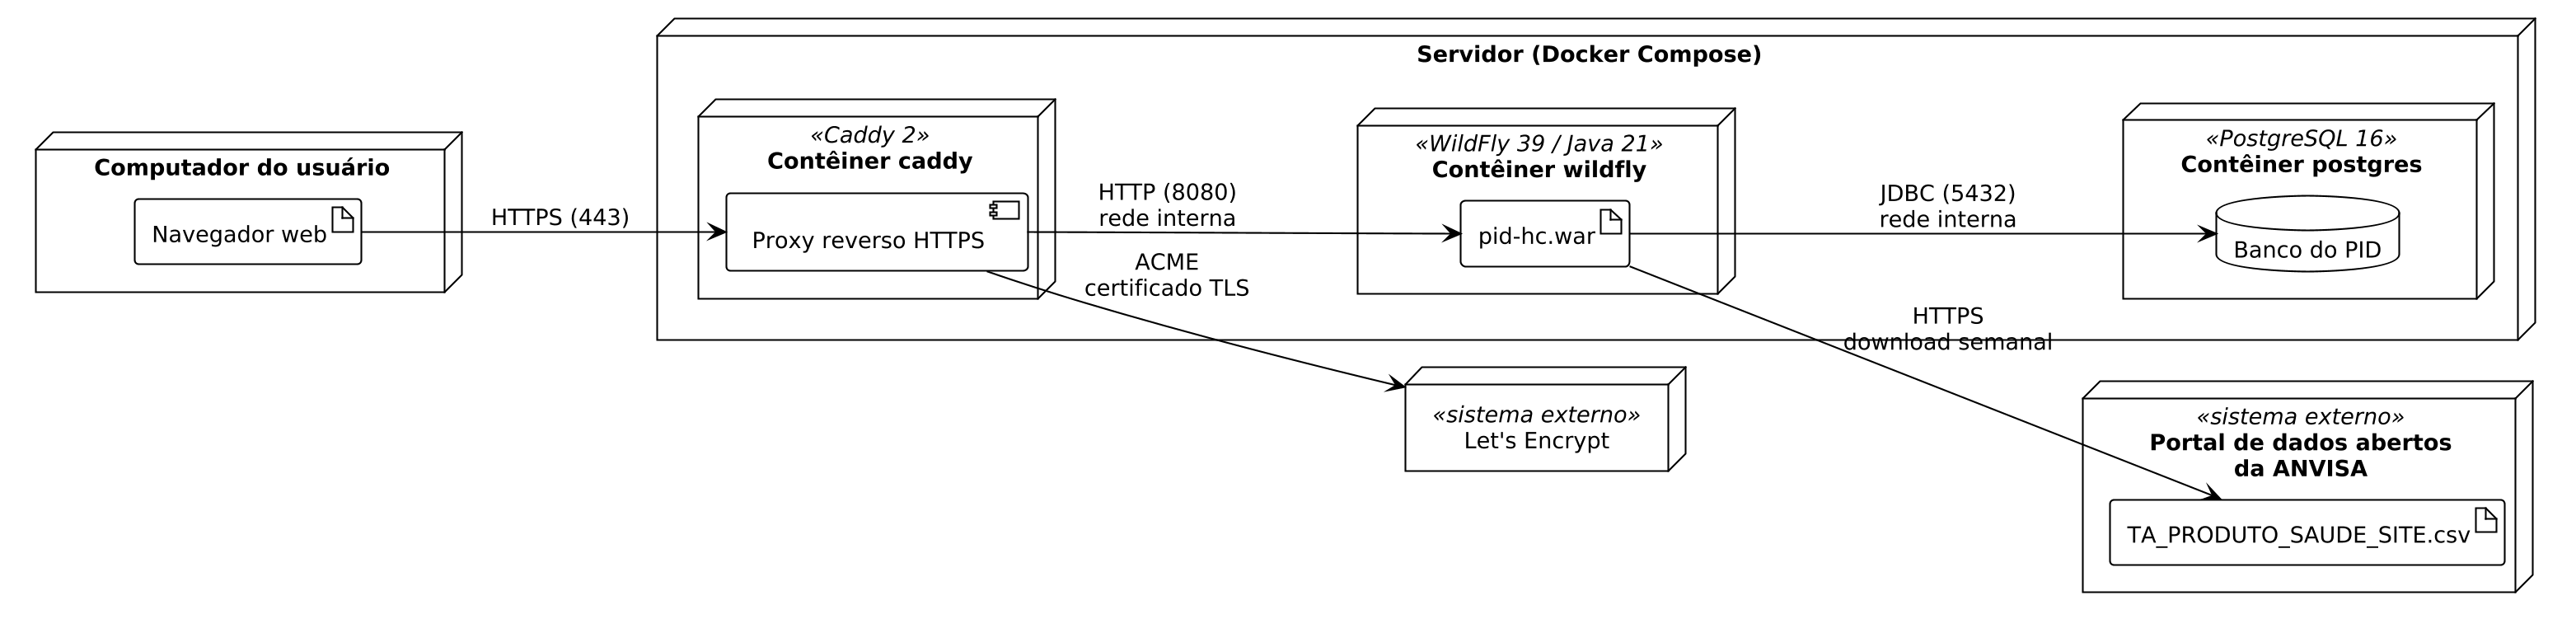 Servidor (Docker Compose)
Computador do usuário
Navegador web
HTTPS (443)
«Caddy 2»
Contêiner caddy
Proxy reverso HTTPS
HTTP (8080)
rede interna
ACME
certificado TLS
«WildFly 39 / Java 21»
Contêiner wildfly
pid-hc.war
JDBC (5432)
rede interna
«PostgreSQL 16»
Contêiner postgres
Banco do PID
HTTPS
download semanal
«sistema externo»
Let's Encrypt
«sistema externo»
Portal de dados abertos
da ANVISA
TA_PRODUTO_SAUDE_SITE.csv